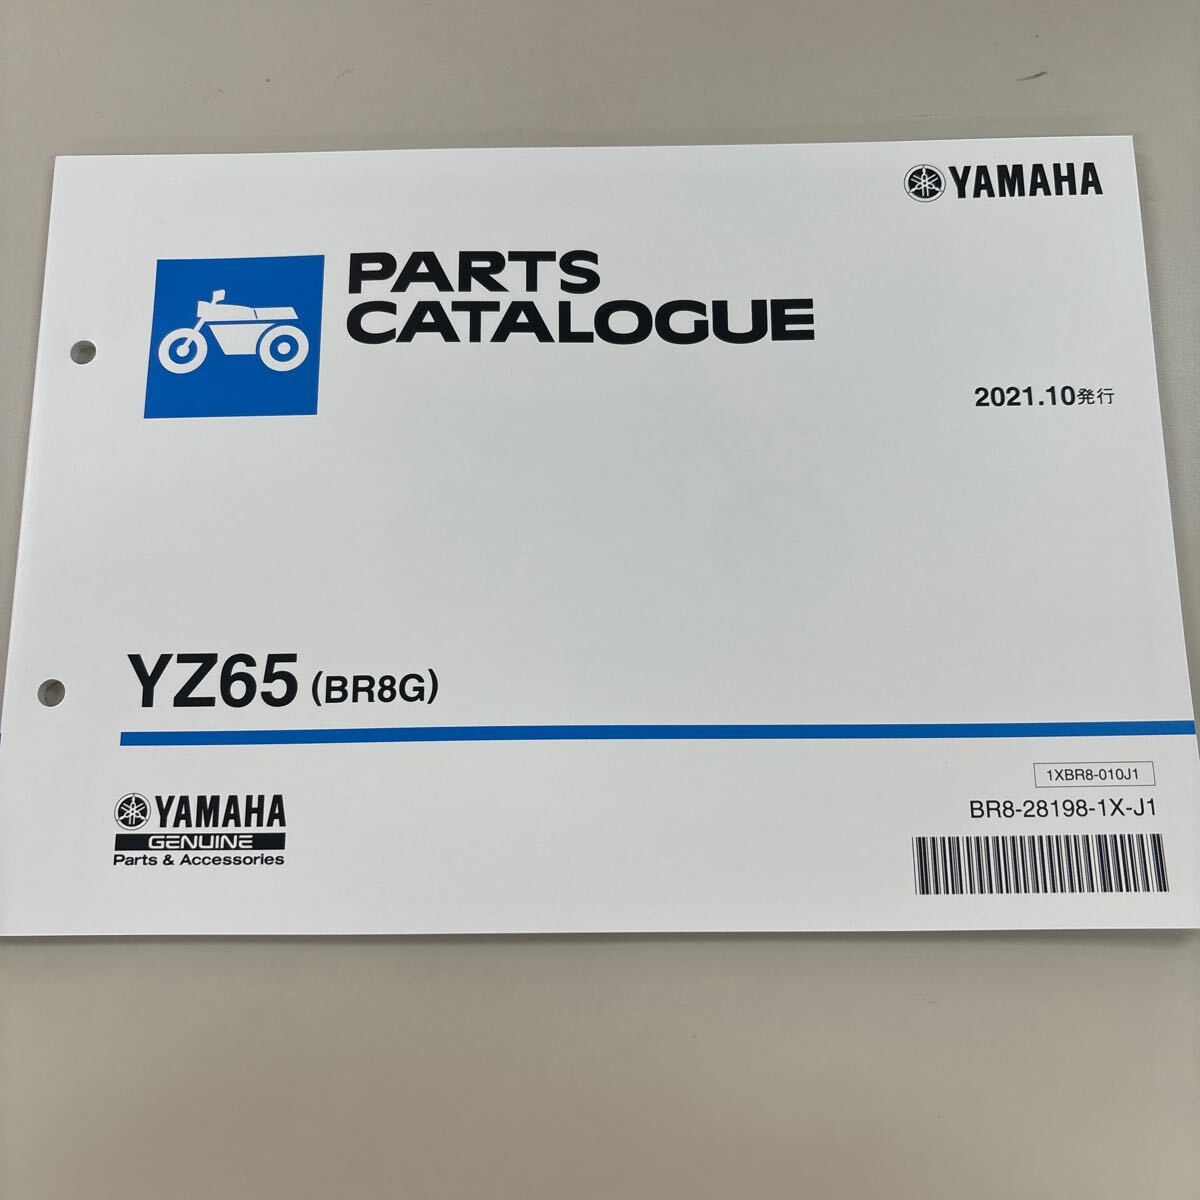 YAMAHA
PARTS
CATALOGUE
2021.10発行
YZ65 (BR8G)
1XBR8-010J1
BR8-28198-1X-J1
YAMAHA
GENUINE
Parts & Accessories